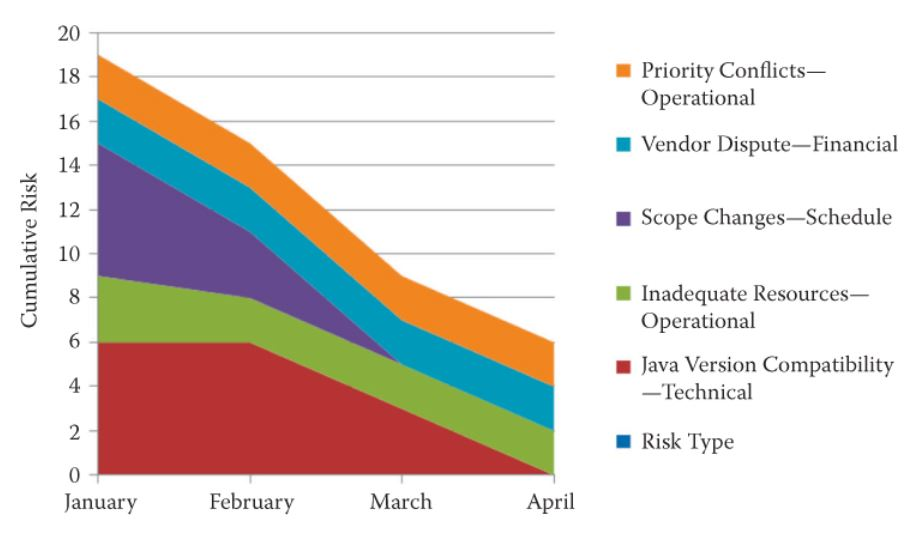 20
18
16
14
12
10
8
6
4
2
0
Cumulative Risk
January February March April
Priority Conflicts—
Operational
Vendor Dispute—Financial
Scope Changes—Schedule
Inadequate Resources—
Operational
Java Version Compatibility
—Technical
Risk Type